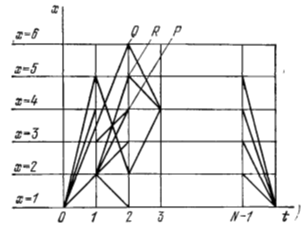 x
x=6
Q R P
x=5
x=4
x=3
x=2
x=1
0 1 2 3 N-1 t)